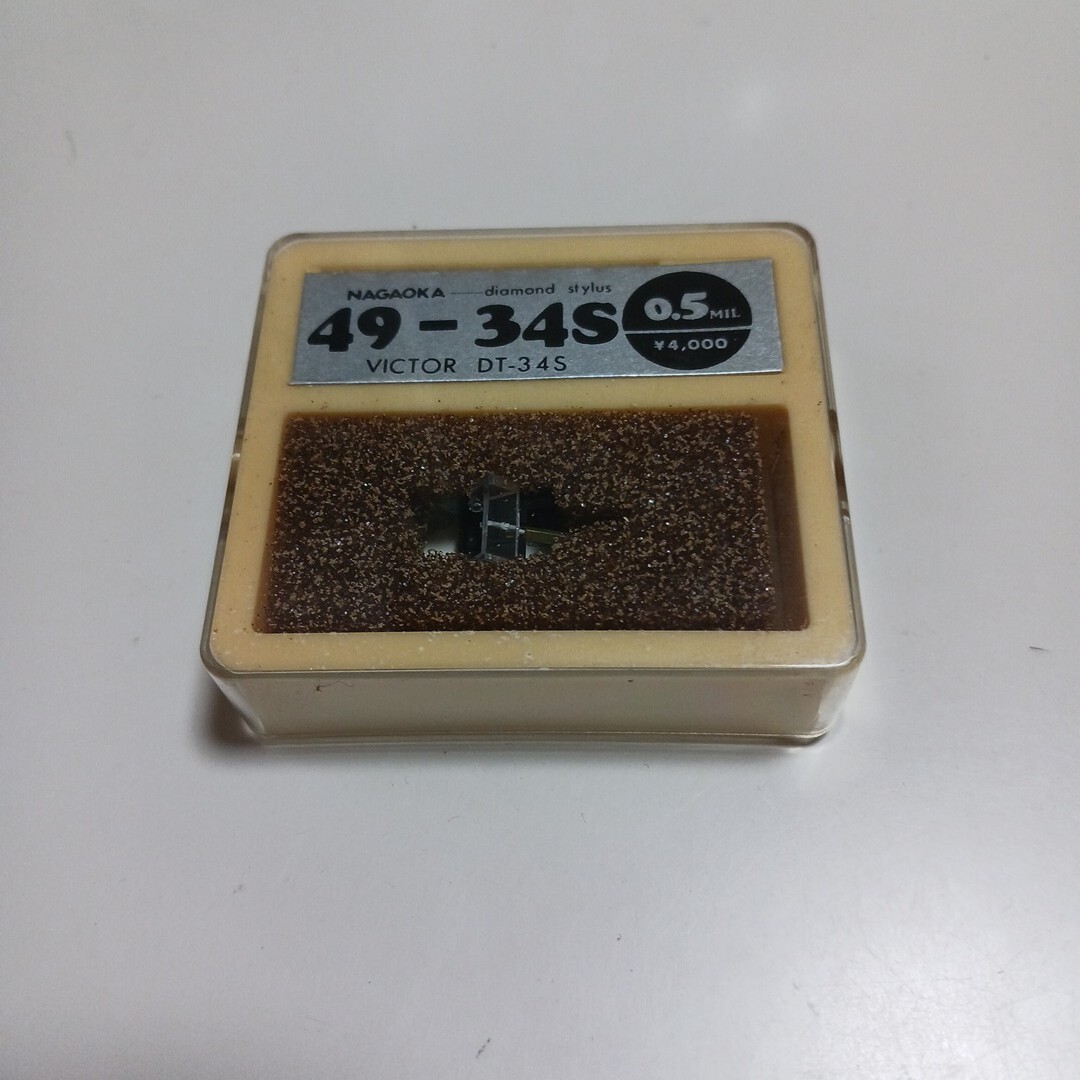 NAGAOKA — diamond stylus
49-34S
VICTOR DT-34S
0.5 MIL
¥4,000